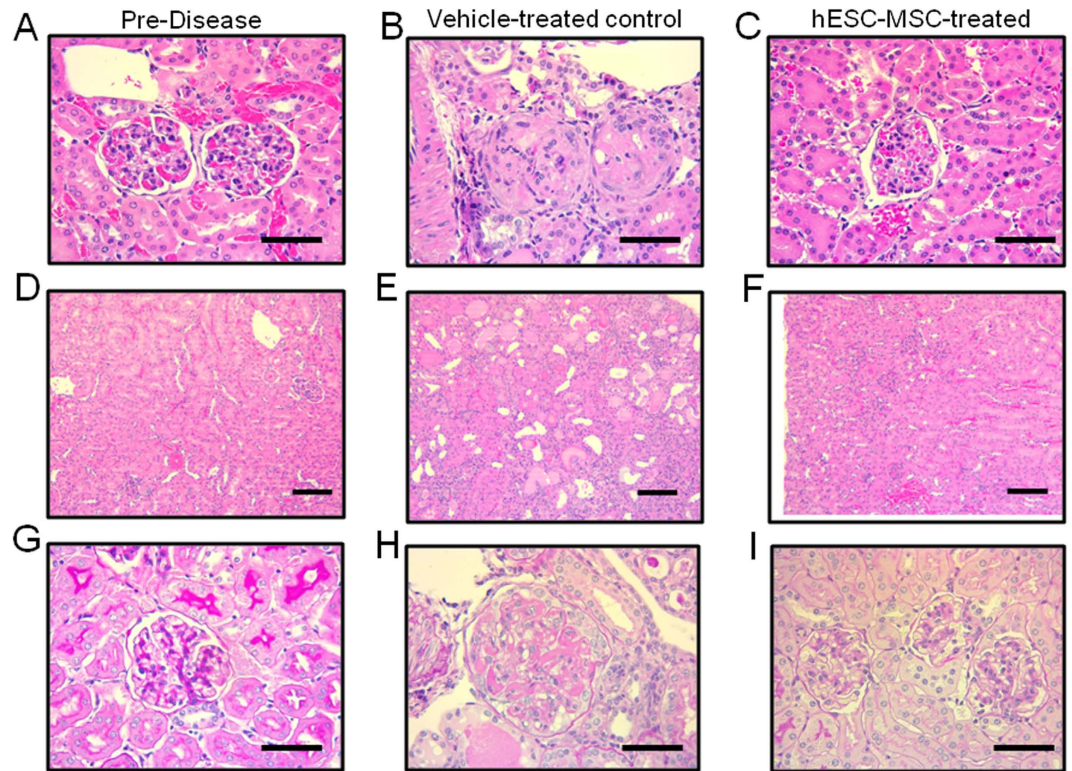 Pre-Disease
Vehicle-treated control
hESC-MSC-treated
A
B
C
D
E
F
G
H
I